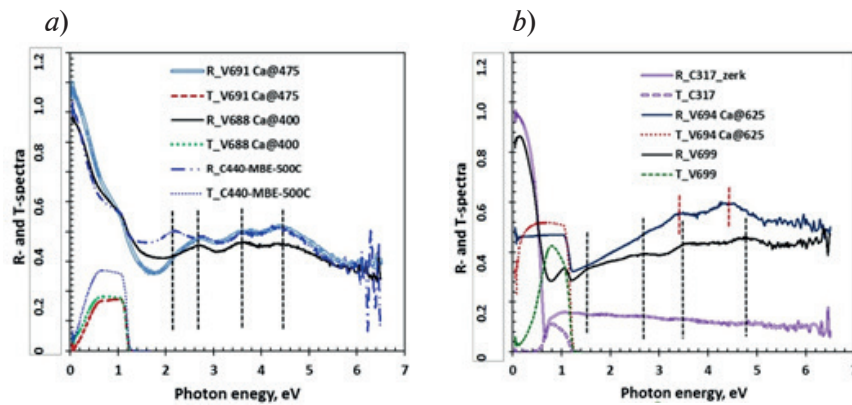 a)
R- and T-spectra
1.2
1.0
0.8
0.6
0.4
0.2
0
R_V691 Ca@475
T_V691 Ca@475
R_V688 Ca@400
T_V688 Ca@400
R_C440-MBE-500C
T_C440-MBE-500C
0 1 2 3 4 5 6 7
Photon enegy, eV
b)
R- and T-spectra
1.2
1.0
0.8
0.6
0.4
0.2
0
R_C317_zerk
T_C317
R_V694 Ca@625
T_V694 Ca@625
R_V699
T_V699
0 1 2 3 4 5 6 7
Photon energy, eV